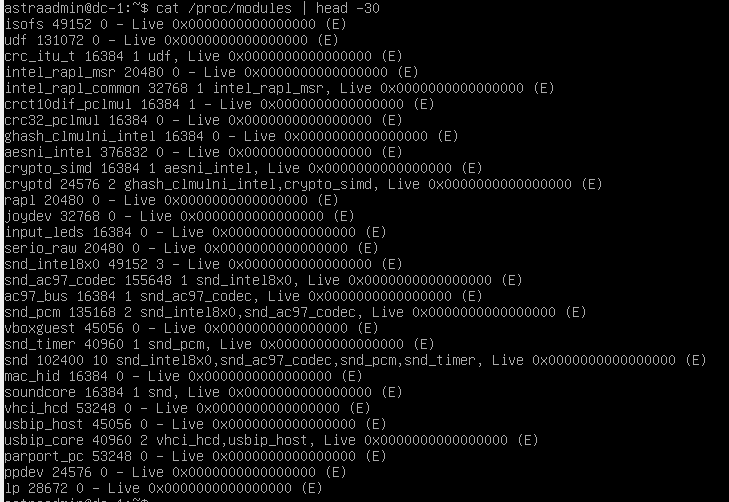 astraadmin@dc-1:~$ cat /proc/modules | head -30
isofs 49152 0 - Live 0x0000000000000000 (E)
udf 131072 0 - Live 0x0000000000000000 (E)
crc_itu_t 16384 1 udf, Live 0x0000000000000000 (E)
intel_rapl_msr 20480 0 - Live 0x0000000000000000 (E)
intel_rapl_common 32768 1 intel_rapl_msr, Live 0x0000000000000000 (E)
crct10dif_pclmul 16384 1 - Live 0x0000000000000000 (E)
crc32_pclmul 16384 0 - Live 0x0000000000000000 (E)
ghash_clmulni_intel 16384 0 - Live 0x0000000000000000 (E)
aesni_intel 376832 0 - Live 0x0000000000000000 (E)
crypto_simd 16384 1 aesni_intel, Live 0x0000000000000000 (E)
cryptd 24576 2 ghash_clmulni_intel,crypto_simd, Live 0x0000000000000000 (E)
rapl 20480 0 - Live 0x0000000000000000 (E)
joydev 32768 0 - Live 0x0000000000000000 (E)
input_leds 16384 0 - Live 0x0000000000000000 (E)
serio_raw 20480 0 - Live 0x0000000000000000 (E)
snd_intel8x0 49152 3 - Live 0x0000000000000000 (E)
snd_ac97_codec 155648 1 snd_intel8x0, Live 0x0000000000000000 (E)
ac97_bus 16384 1 snd_ac97_codec, Live 0x0000000000000000 (E)
snd_pcm 135168 2 snd_intel8x0,snd_ac97_codec, Live 0x0000000000000000 (E)
vboxguest 45056 0 - Live 0x0000000000000000 (E)
snd_timer 40960 1 snd_pcm, Live 0x0000000000000000 (E)
snd 102400 10 snd_intel8x0,snd_ac97_codec,snd_pcm,snd_timer, Live 0x0000000000000000 (E)
mac_hid 16384 0 - Live 0x0000000000000000 (E)
soundcore 16384 1 snd, Live 0x0000000000000000 (E)
vhci_hcd 53248 0 - Live 0x0000000000000000 (E)
usbip_host 45056 0 - Live 0x0000000000000000 (E)
usbip_core 40960 2 vhci_hcd,usbip_host, Live 0x0000000000000000 (E)
parport_pc 53248 0 - Live 0x0000000000000000 (E)
ppdev 24576 0 - Live 0x0000000000000000 (E)
lp 28672 0 - Live 0x0000000000000000 (E)
astraadmin@dc-1:~$